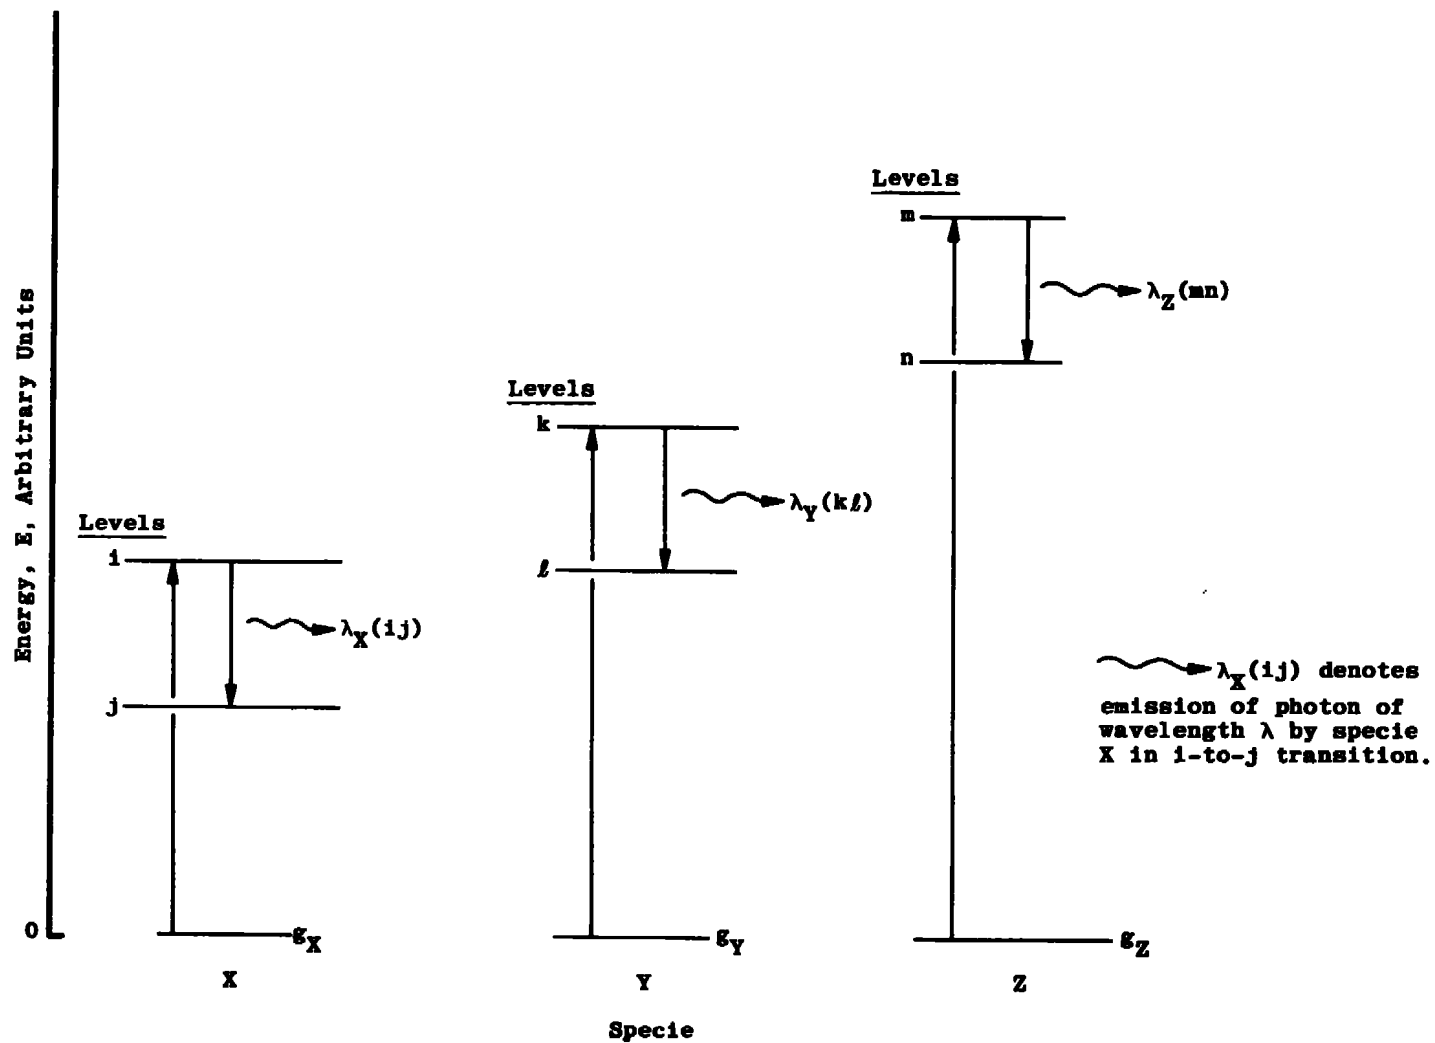 Energy, E, Arbitrary Units
0
Levels
i
j
λX(ij)
gX
X
Levels
k
ℓ
λY(kℓ)
gY
Y
Levels
m
n
λZ(mn)
gZ
Z
Specie
λX(ij) denotes
emission of photon of
wavelength λ by specie
X in i-to-j transition.